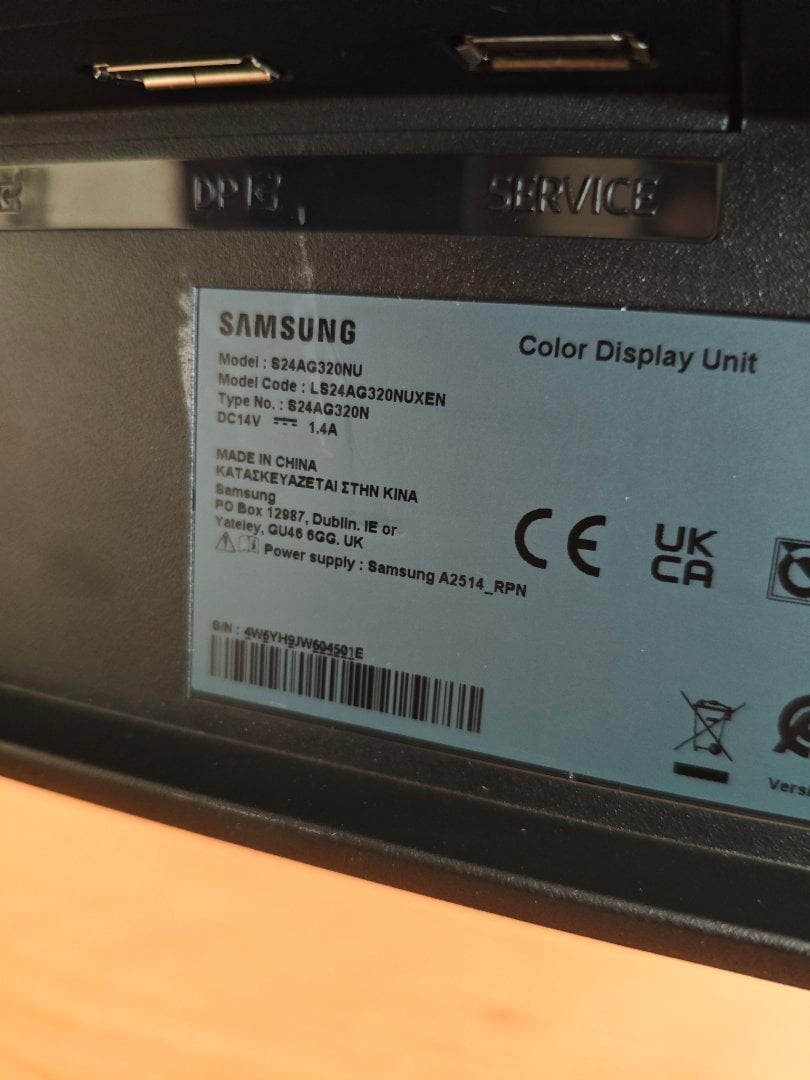 DP
SERVICE
SAMSUNG
Color Display Unit
Model : S24AG320NU
Model Code : LS24AG320NUXEN
Type No. : S24AG320N
DC14V ⎓ 1.4A
MADE IN CHINA
ΚΑΤΑΣΚΕΥΑΖΕΤΑΙ ΣΤΗΝ ΚΙΝΑ
Samsung
PO Box 12987, Dublin. IE or
Yateley, GU46 6GG. UK
Power supply : Samsung A2514_RPN
CE
UK
CA
S/N : 4W6YH9JW604501E